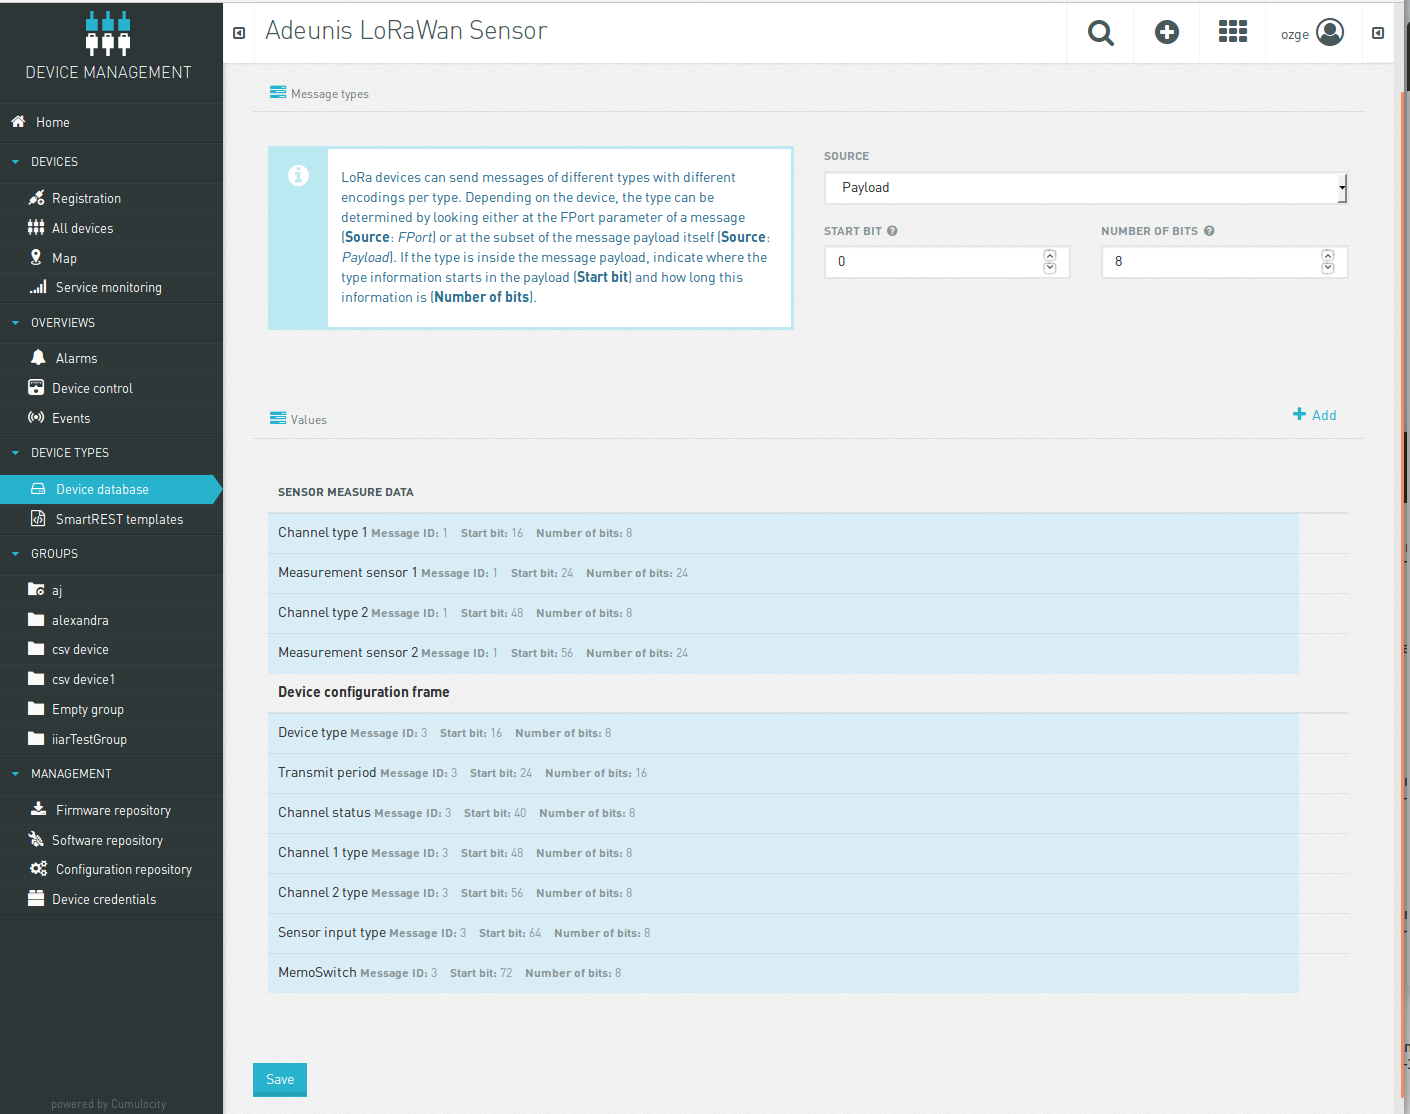 DEVICE MANAGEMENT
Home
DEVICES
Registration
All devices
Map
Service monitoring
OVERVIEWS
Alarms
Device control
Events
DEVICE TYPES
Device database
SmartREST templates
GROUPS
aj
alexandra
csv device
csv device1
Empty group
iiarTestGroup
MANAGEMENT
Firmware repository
Software repository
Configuration repository
Device credentials
powered by Cumulocity
Adeunis LoRaWan Sensor
ozge
Message types
LoRa devices can send messages of different types with different
encodings per type. Depending on the device, the type can be
determined by looking either at the FPort parameter of a message
(Source: FPort) or at the subset of the message payload itself (Source:
Payload). If the type is inside the message payload, indicate where the
type information starts in the payload (Start bit) and how long this
information is (Number of bits).
SOURCE
Payload
START BIT
NUMBER OF BITS
0
8
Values
Add
SENSOR MEASURE DATA
Channel type 1 Message ID: 1 Start bit: 16 Number of bits: 8
Measurement sensor 1 Message ID: 1 Start bit: 24 Number of bits: 24
Channel type 2 Message ID: 1 Start bit: 48 Number of bits: 8
Measurement sensor 2 Message ID: 1 Start bit: 56 Number of bits: 24
Device configuration frame
Device type Message ID: 3 Start bit: 16 Number of bits: 8
Transmit period Message ID: 3 Start bit: 24 Number of bits: 16
Channel status Message ID: 3 Start bit: 40 Number of bits: 8
Channel 1 type Message ID: 3 Start bit: 48 Number of bits: 8
Channel 2 type Message ID: 3 Start bit: 56 Number of bits: 8
Sensor input type Message ID: 3 Start bit: 64 Number of bits: 8
MemoSwitch Message ID: 3 Start bit: 72 Number of bits: 8
Save